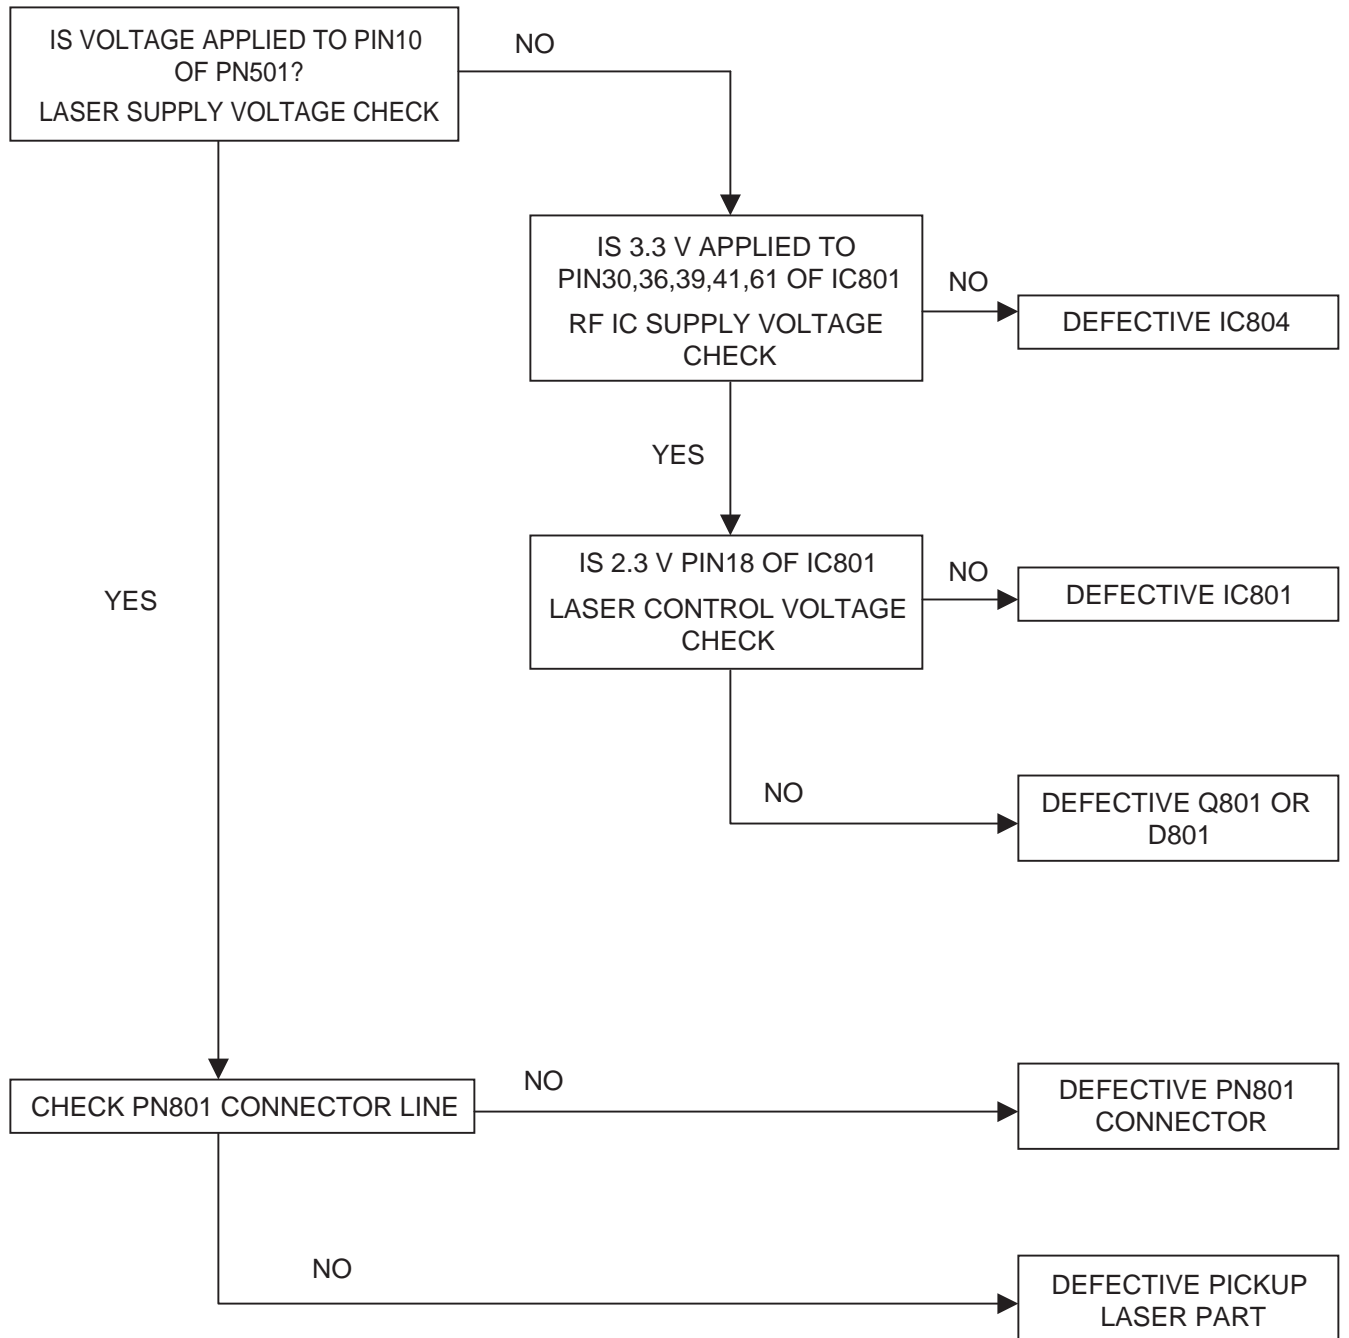 IS VOLTAGE APPLIED TO PIN10
OF PN501?
LASER SUPPLY VOLTAGE CHECK
NO
IS 3.3 V APPLIED TO
PIN30,36,39,41,61 OF IC801
RF IC SUPPLY VOLTAGE
CHECK
NO
DEFECTIVE IC804
YES
IS 2.3 V PIN18 OF IC801
LASER CONTROL VOLTAGE
CHECK
NO
DEFECTIVE IC801
YES
NO
DEFECTIVE Q801 OR
D801
CHECK PN801 CONNECTOR LINE
NO
DEFECTIVE PN801
CONNECTOR
NO
DEFECTIVE PICKUP
LASER PART